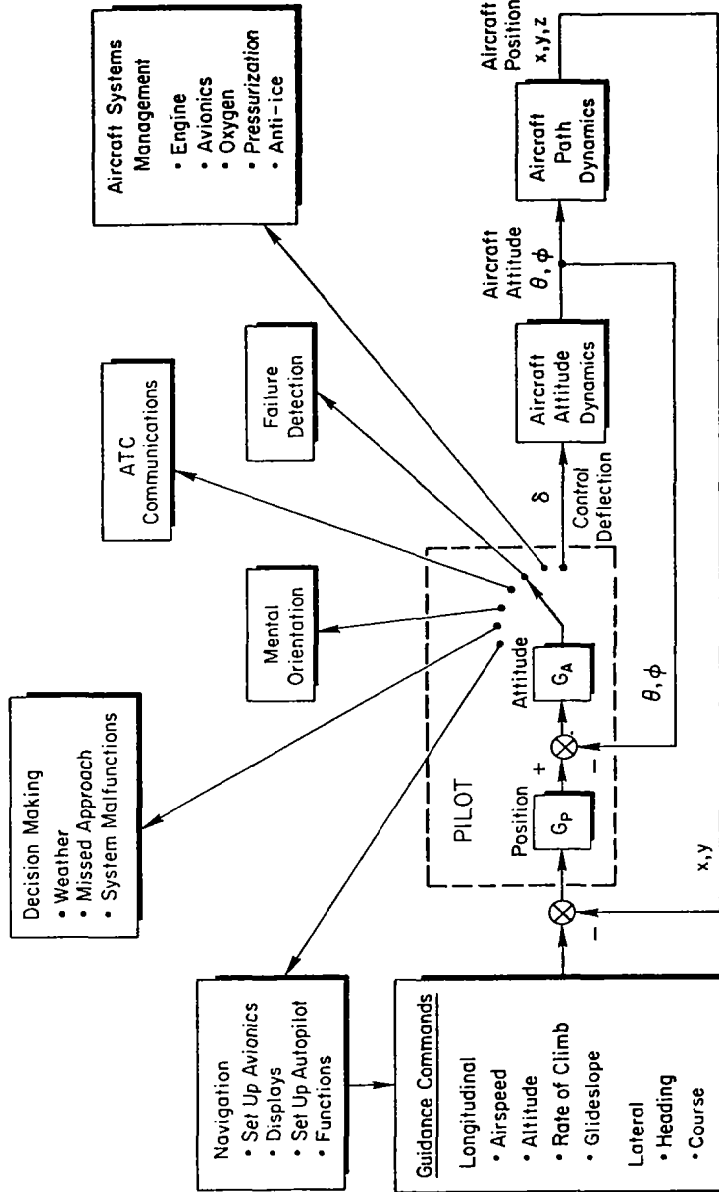 Decision Making
• Weather
• Missed Approach
• System Malfunctions
ATC
Communications
Aircraft Systems
Management
• Engine
• Avionics
• Oxygen
• Pressurization
• Anti-ice
Navigation
• Set Up Avionics
• Displays
• Set Up Autopilot
• Functions
Mental
Orientation
Failure
Detection
Guidance Commands
Longitudinal
• Airspeed
• Altitude
• Rate of Climb
• Glideslope
Lateral
• Heading
• Course
PILOT
Position
GP
+
−
Attitude
GA
−
δ
Control
Deflection
Aircraft
Attitude
Dynamics
Aircraft
Attitude
θ,ϕ
Aircraft
Path
Dynamics
Aircraft
Position
x,y,z
θ,ϕ
x,y